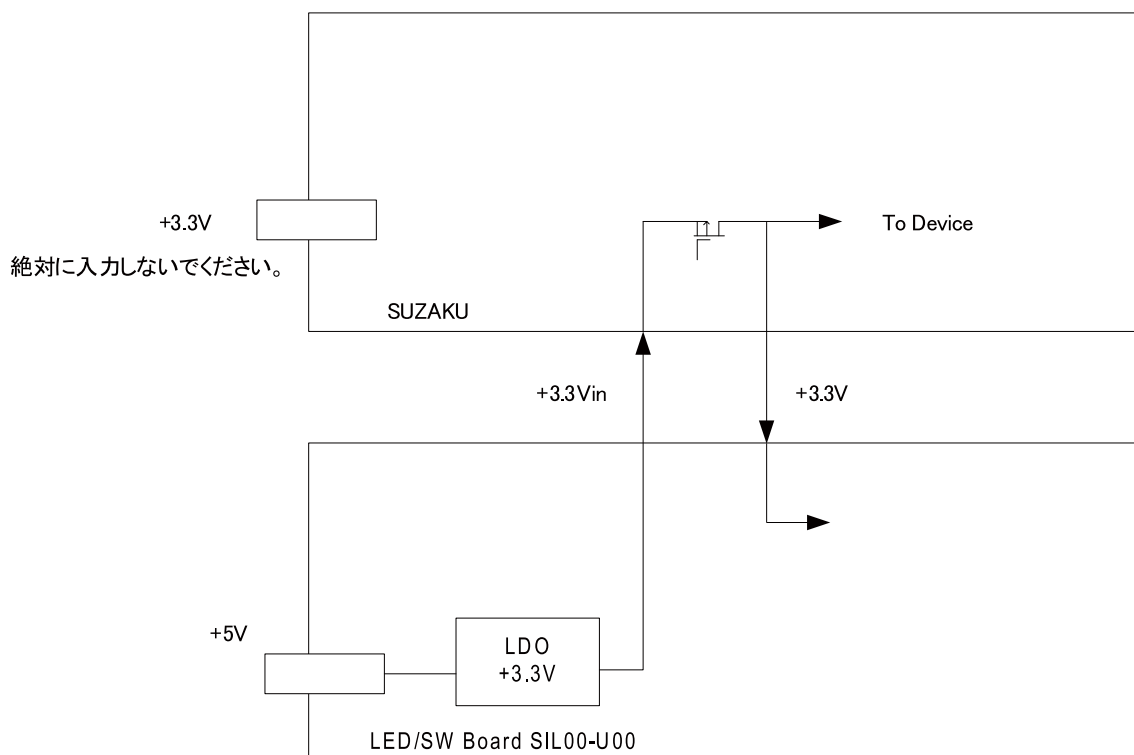 +3.3V
絶対に入力しないでください。
To Device
SUZAKU
+3.3Vin
+3.3V
+5V
LDO
+3.3V
LED/SW Board SIL00-U00